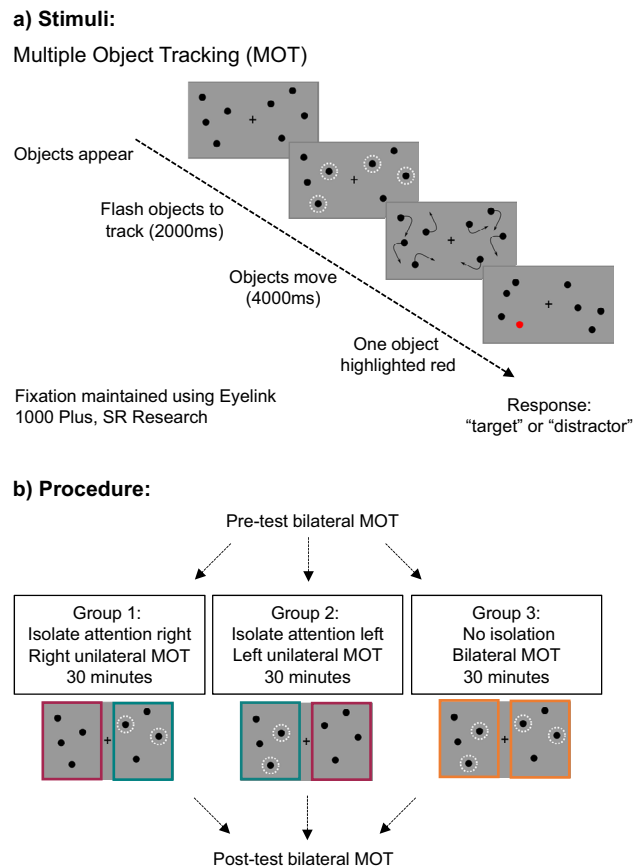 a) Stimuli:
Multiple Object Tracking (MOT)
Objects appear
Flash objects to
track (2000ms)
Objects move
(4000ms)
One object
highlighted red
Fixation maintained using Eyelink
1000 Plus, SR Research
Response:
“target” or “distractor”
b) Procedure:
Pre-test bilateral MOT
Group 1:
Isolate attention right
Right unilateral MOT
30 minutes
Group 2:
Isolate attention left
Left unilateral MOT
30 minutes
Group 3:
No isolation
Bilateral MOT
30 minutes
Post-test bilateral MOT